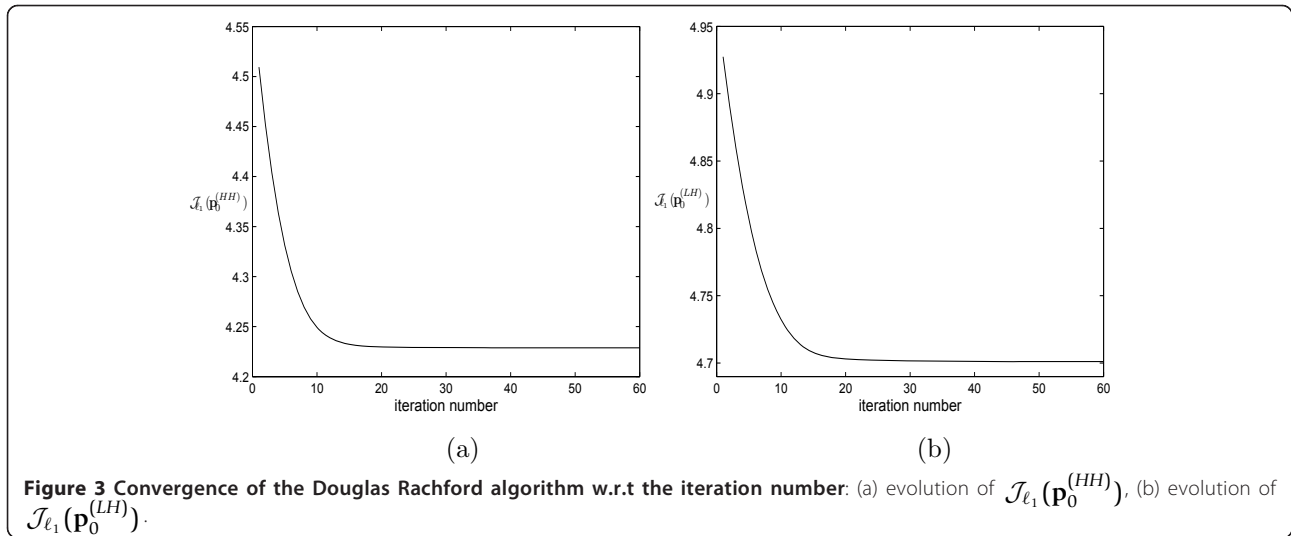 4.55
4.5
4.45
4.4
4.35
4.3
4.25
4.2
𝒥ℓ₁(p₀^(HH))
0 10 20 30 40 50 60
iteration number
(a)
4.95
4.9
4.85
4.8
4.75
4.7
𝒥ℓ₁(p₀^(LH))
0 10 20 30 40 50 60
iteration number
(b)
Figure 3 Convergence of the Douglas Rachford algorithm w.r.t the iteration number: (a) evolution of 𝒥ℓ₁(p₀^(HH)), (b) evolution of
𝒥ℓ₁(p₀^(LH)).